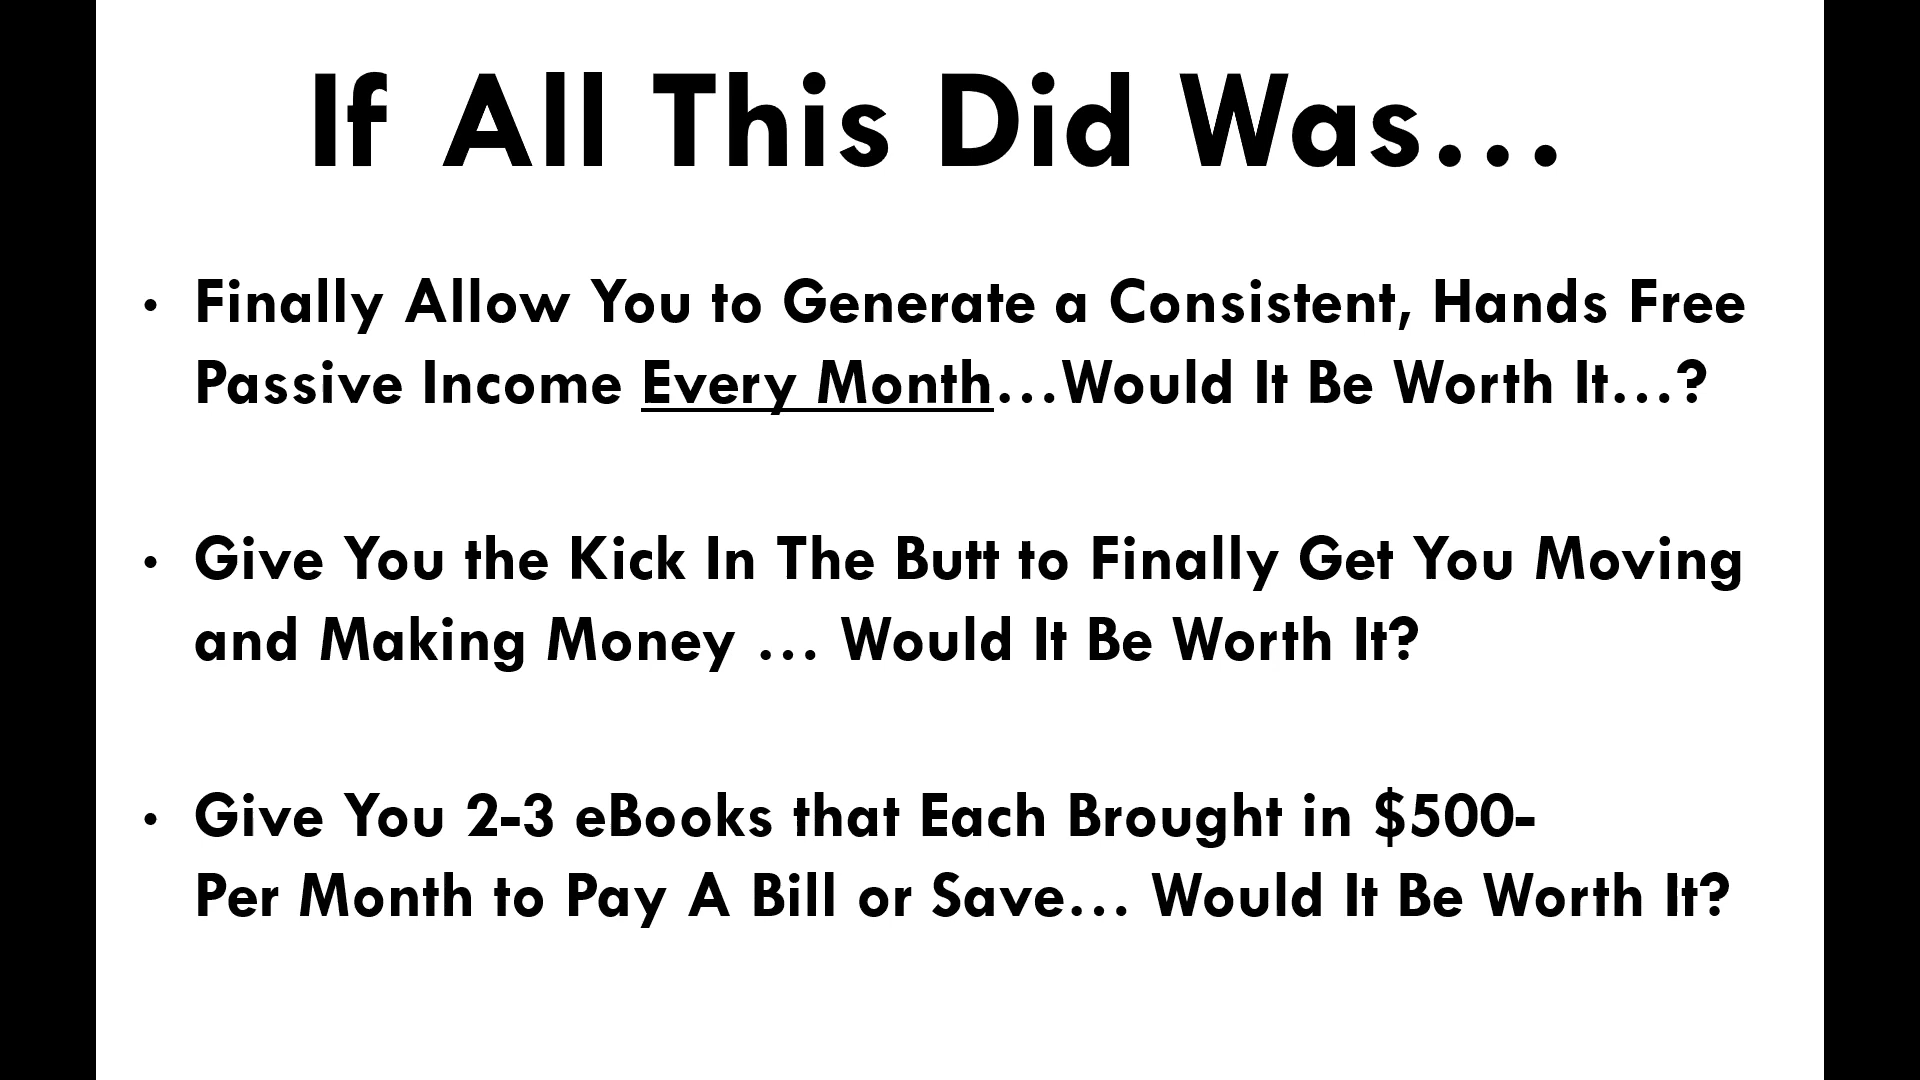 If All This Did Was...
• Finally Allow You to Generate a Consistent, Hands Free
Passive Income Every Month...Would It Be Worth It...?
• Give You the Kick In The Butt to Finally Get You Moving
and Making Money ... Would It Be Worth It?
• Give You 2-3 eBooks that Each Brought in $500-
Per Month to Pay A Bill or Save... Would It Be Worth It?